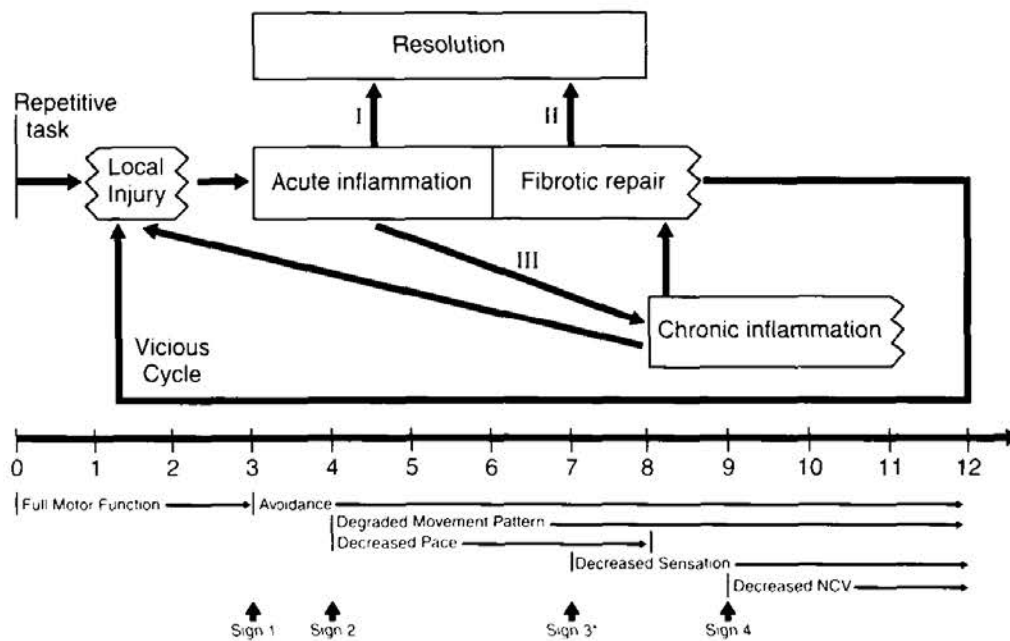 Resolution
Repetitive
task
I
II
Local
Injury
Acute inflammation
Fibrotic repair
III
Chronic inflammation
Vicious
Cycle
0 1 2 3 4 5 6 7 8 9 10 11 12
Full Motor Function
Avoidance
Degraded Movement Pattern
Decreased Pace
Decreased Sensation
Decreased NCV
Sign 1 Sign 2 Sign 3* Sign 4